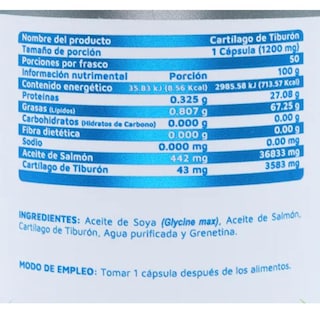 Nombre del producto Cartílago de Tiburón
Tamaño de porción 1 Cápsula (1200 mg)
Porciones por frasco 50
Información nutrimental Porción 100 g
Contenido energético 35.83 kJ (8.56 Kcal) 2985.58 kJ (713.57 Kcal)
Proteínas 0.325 g 27.08 g
Grasas (Lípidos) 0.807 g 67.25 g
Carbohidratos (Hidratos de Carbono) 0.000 g 0.00 g
Fibra dietética 0.000 g 0.00 g
Sodio 0.000 mg 0.00 mg
Aceite de Salmón 442 mg 36833 mg
Cartílago de Tiburón 43 mg 3583 mg
INGREDIENTES: Aceite de Soya (Glycine max), Aceite de Salmón,
Cartílago de Tiburón, Agua purificada y Grenetina.
MODO DE EMPLEO: Tomar 1 cápsula después de los alimentos.